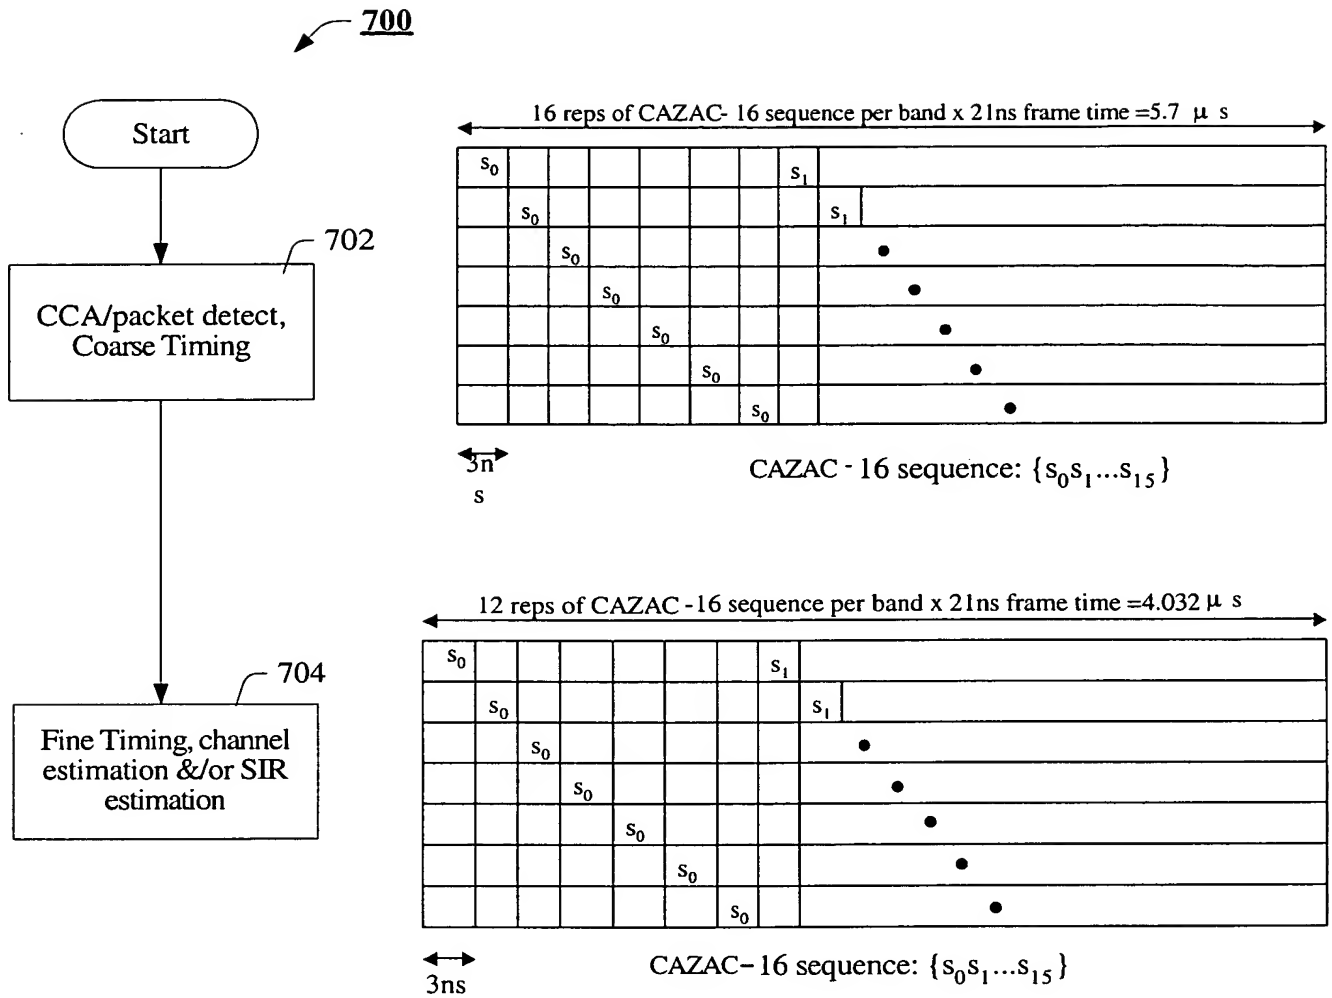 700
Start
702
CCA/packet detect,
Coarse Timing
704
Fine Timing, channel
estimation &/or SIR
estimation
16 reps of CAZAC- 16 sequence per band x 21ns frame time =5.7 μ s
s0 s1
s0 s1
s0
s0
s0
s0
s0
3n
s
CAZAC - 16 sequence: {s0s1...s15}
12 reps of CAZAC -16 sequence per band x 21ns frame time =4.032 μ s
s0 s1
s0 s1
s0
s0
s0
s0
s0
3ns
CAZAC- 16 sequence: {s0s1...s15}